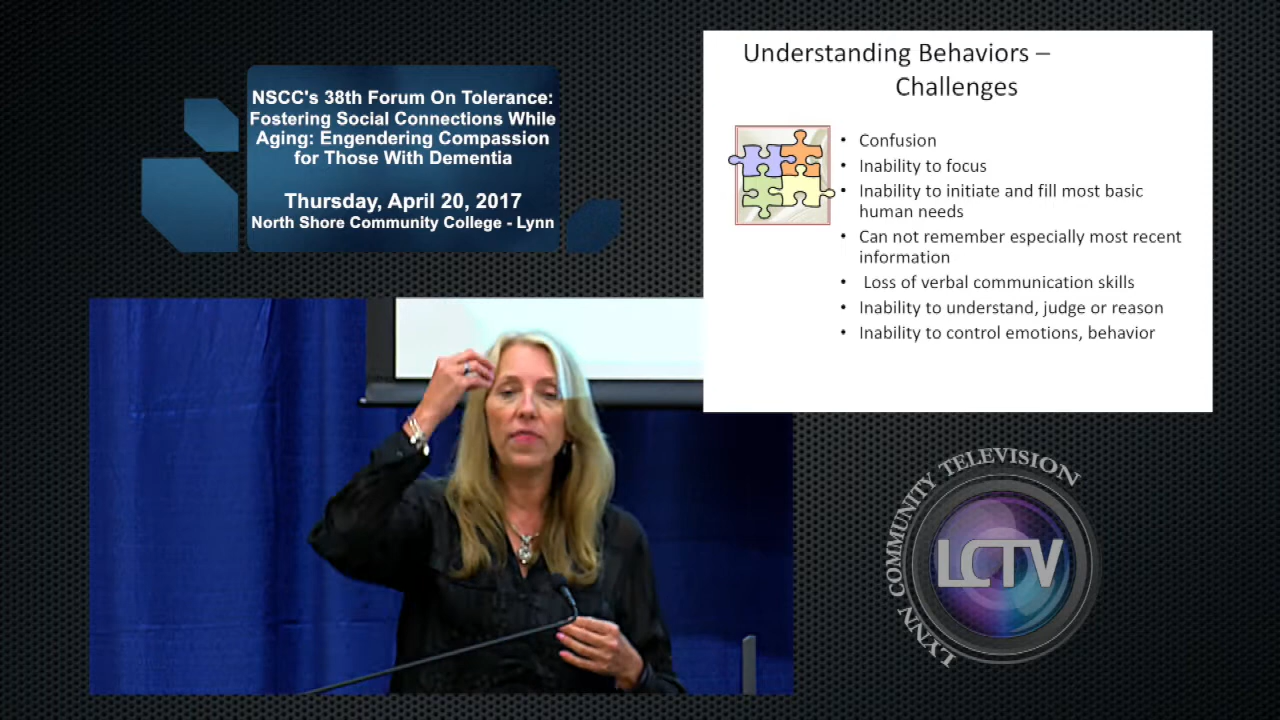 NSCC's 38th Forum On Tolerance:
Fostering Social Connections While
Aging: Engendering Compassion
for Those With Dementia
Thursday, April 20, 2017
North Shore Community College - Lynn
Understanding Behaviors –
Challenges
• Confusion
• Inability to focus
• Inability to initiate and fill most basic
human needs
• Can not remember especially most recent
information
• Loss of verbal communication skills
• Inability to understand, judge or reason
• Inability to control emotions, behavior
LYNN COMMUNITY TELEVISION
LCTV